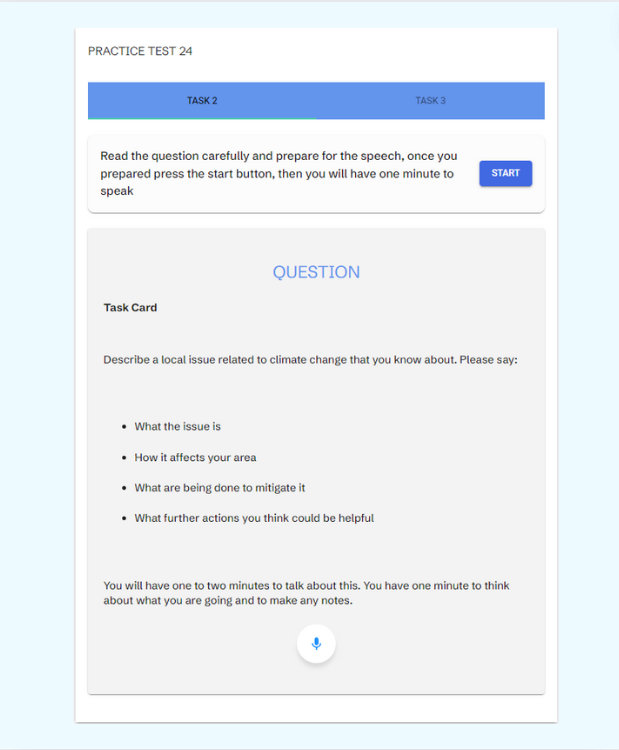 PRACTICE TEST 24
TASK 2
TASK 3
Read the question carefully and prepare for the speech, once you
prepared press the start button, then you will have one minute to
speak
START
QUESTION
Task Card
Describe a local issue related to climate change that you know about. Please say:
• What the issue is
• How it affects your area
• What are being done to mitigate it
• What further actions you think could be helpful
You will have one to two minutes to talk about this. You have one minute to think
about what you are going and to make any notes.